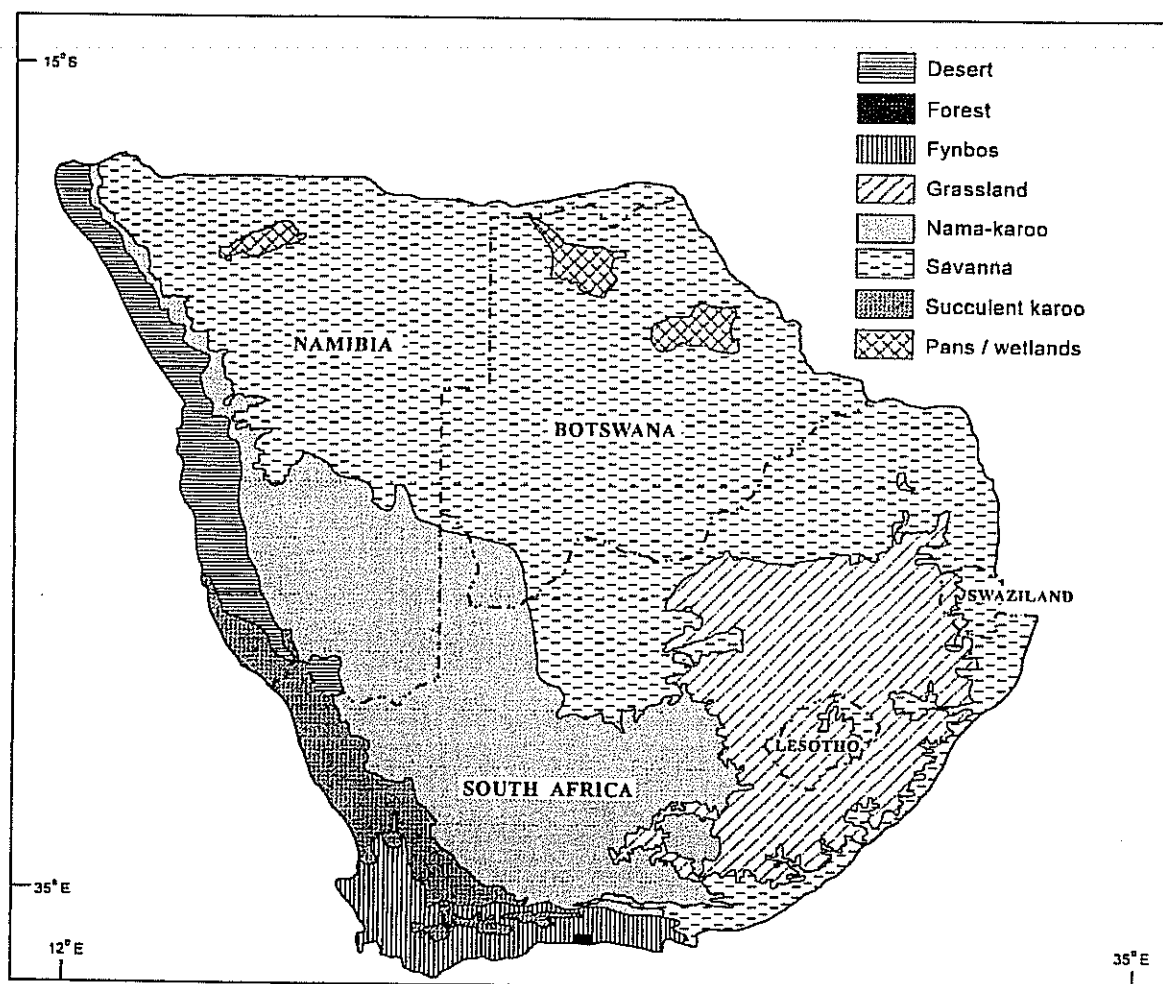 15°S
Desert
Forest
Fynbos
Grassland
Nama-karoo
Savanna
Succulent karoo
Pans / wetlands
NAMIBIA
BOTSWANA
SWAZILAND
LESOTHO
SOUTH AFRICA
35°E
12°E
35°E